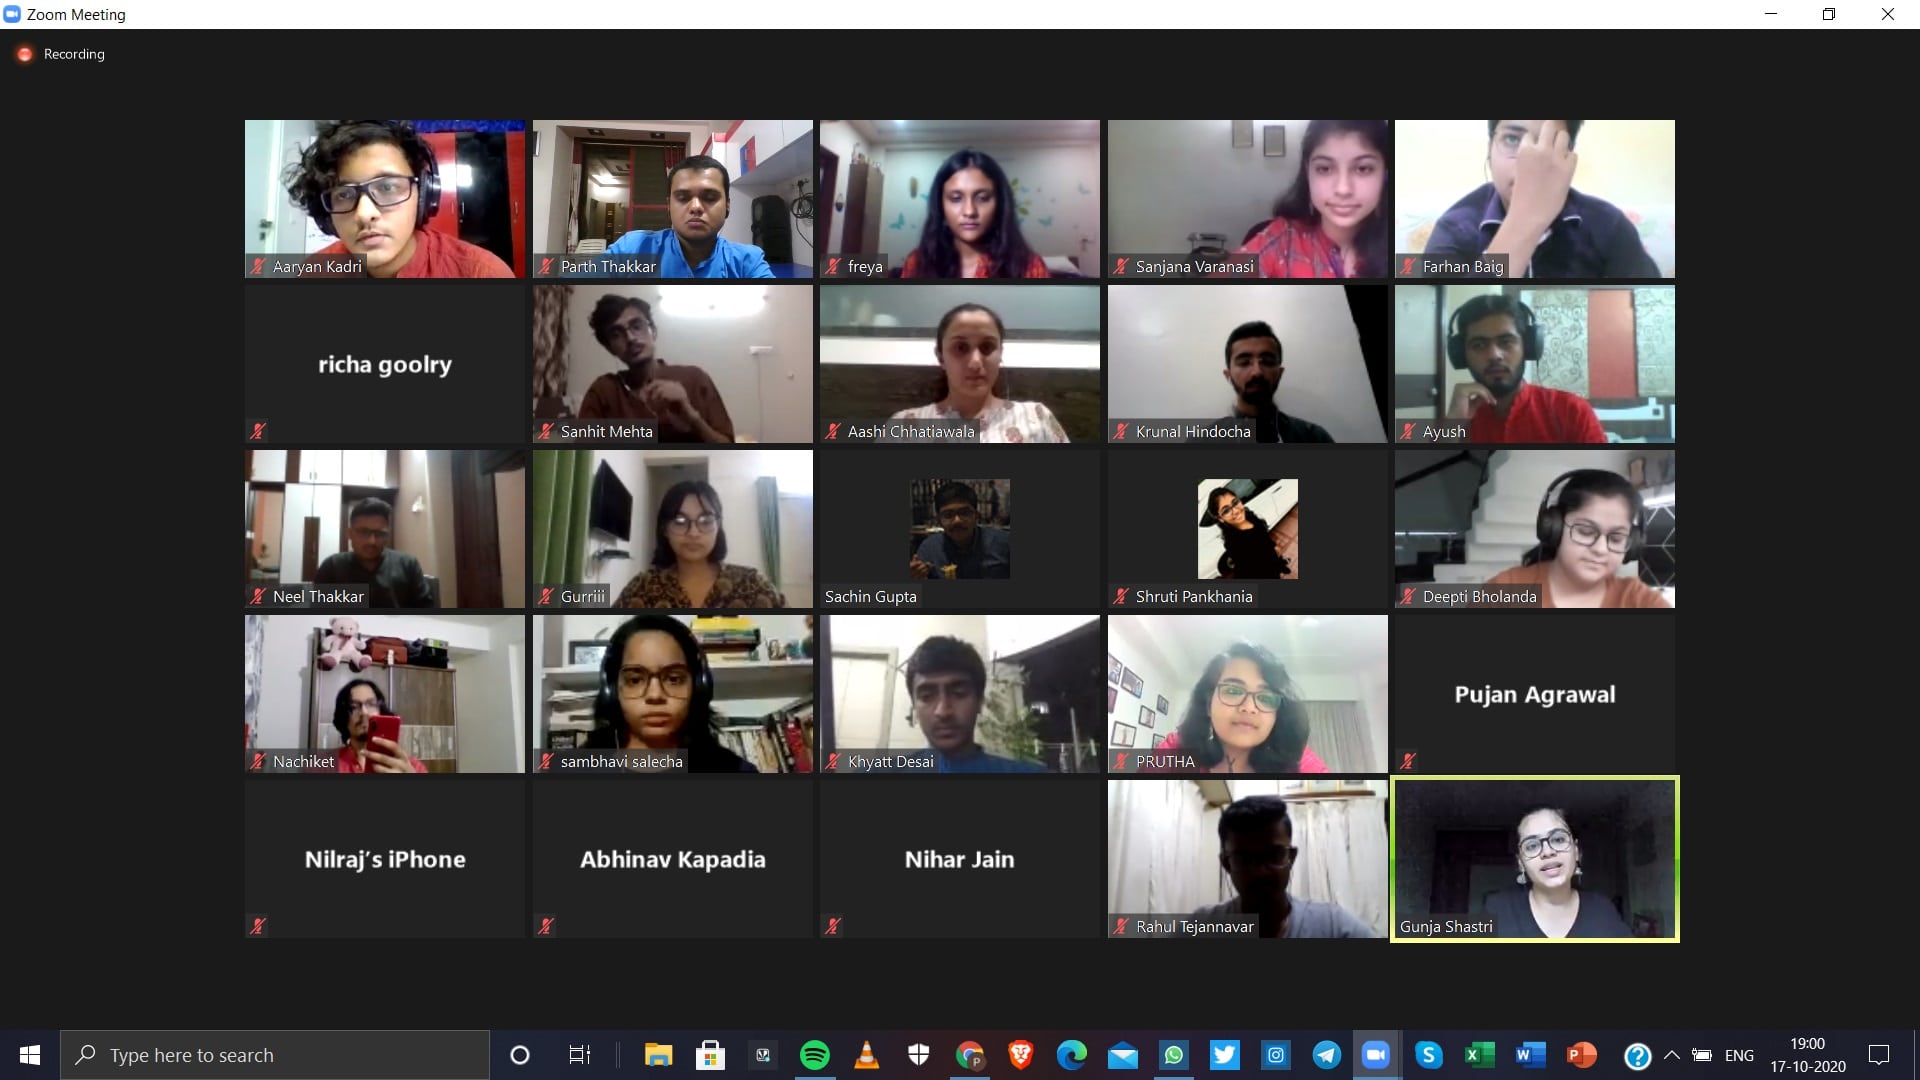 Zoom Meeting
Recording
Aaryan Kadri
Parth Thakkar
freya
Sanjana Varanasi
Farhan Baig
richa goolry
Sanhit Mehta
Aashi Chhatiawala
Krunal Hindocha
Ayush
Neel Thakkar
Gurriii
Sachin Gupta
Shruti Pankhania
Deepti Bholanda
Nachiket
sambhavi salecha
Khyatt Desai
PRUTHA
Pujan Agrawal
Nilraj's iPhone
Abhinav Kapadia
Nihar Jain
Rahul Tejannavar
Gunja Shastri
Type here to search
ENG
19:00
17-10-2020